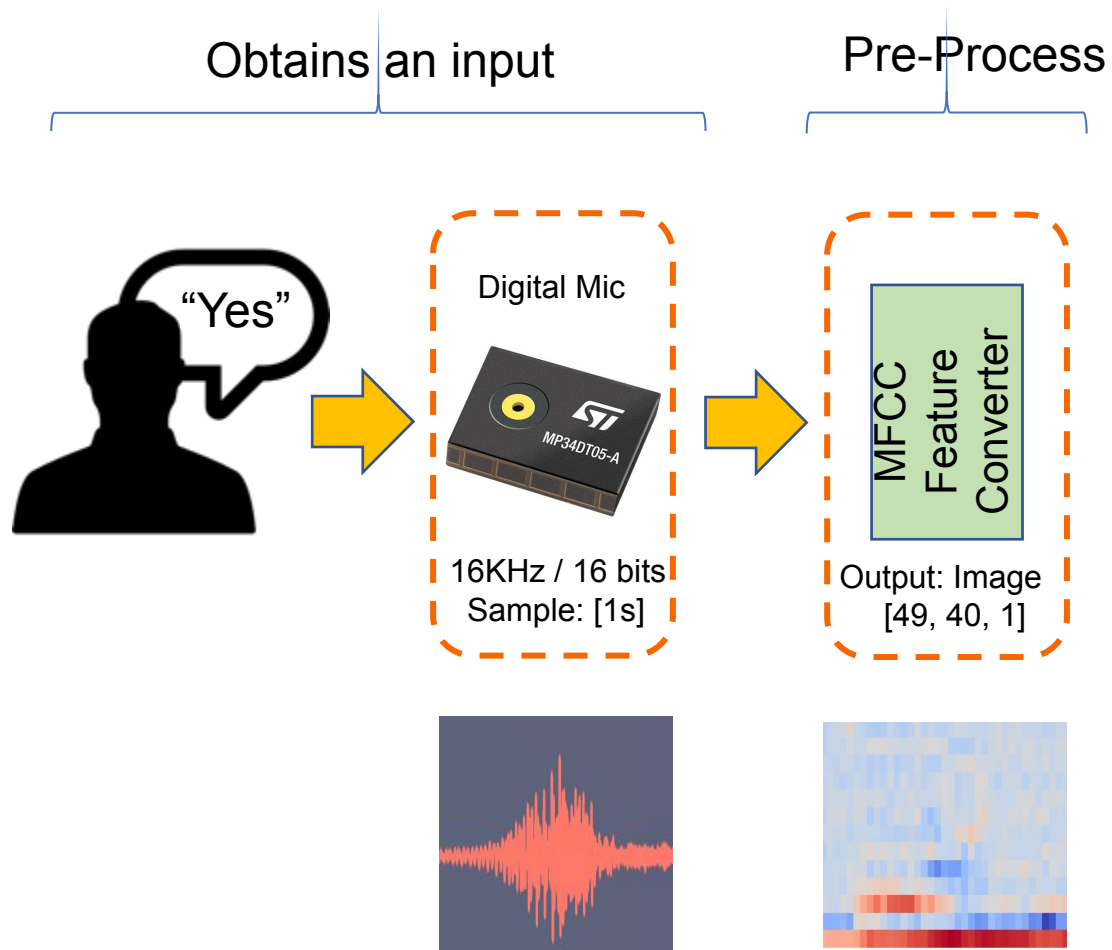 Obtains an input
Pre-Process
“Yes”
Digital Mic
ST
MP34DT05-A
16KHz / 16 bits
Sample: [1s]
MFCC
Feature
Converter
Output: Image
[49, 40, 1]